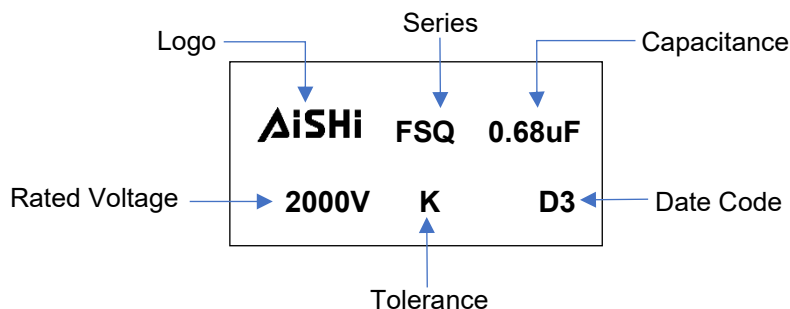 Series
Logo
Capacitance
AiSHi FSQ 0.68uF
Rated Voltage
2000V K D3
Date Code
Tolerance